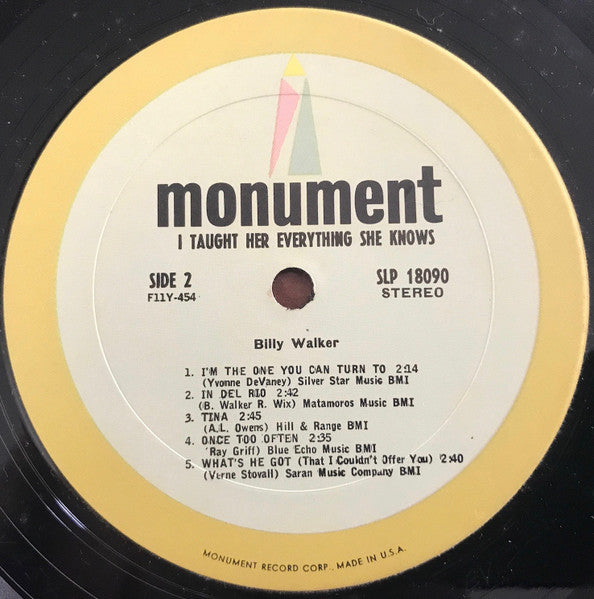 monument
I TAUGHT HER EVERYTHING SHE KNOWS
SIDE 2
F11Y-454
SLP 18090
STEREO
Billy Walker
1. I'M THE ONE YOU CAN TURN TO 2:14
(Yvonne DeVaney) Silver Star Music BMI
2. IN DEL RIO 2:42
(B. Walker R. Wix) Matamoros Music BMI
3. TINA 2:45
(A.L. Owens) Hill & Range BMI
4. ONCE TOO OFTEN 2:35
(Ray Griff) Blue Echo Music BMI
5. WHAT'S HE GOT (That I Couldn't Offer You) 2:40
(Verne Stovall) Saran Music Company BMI
MONUMENT RECORD CORP., MADE IN U.S.A.